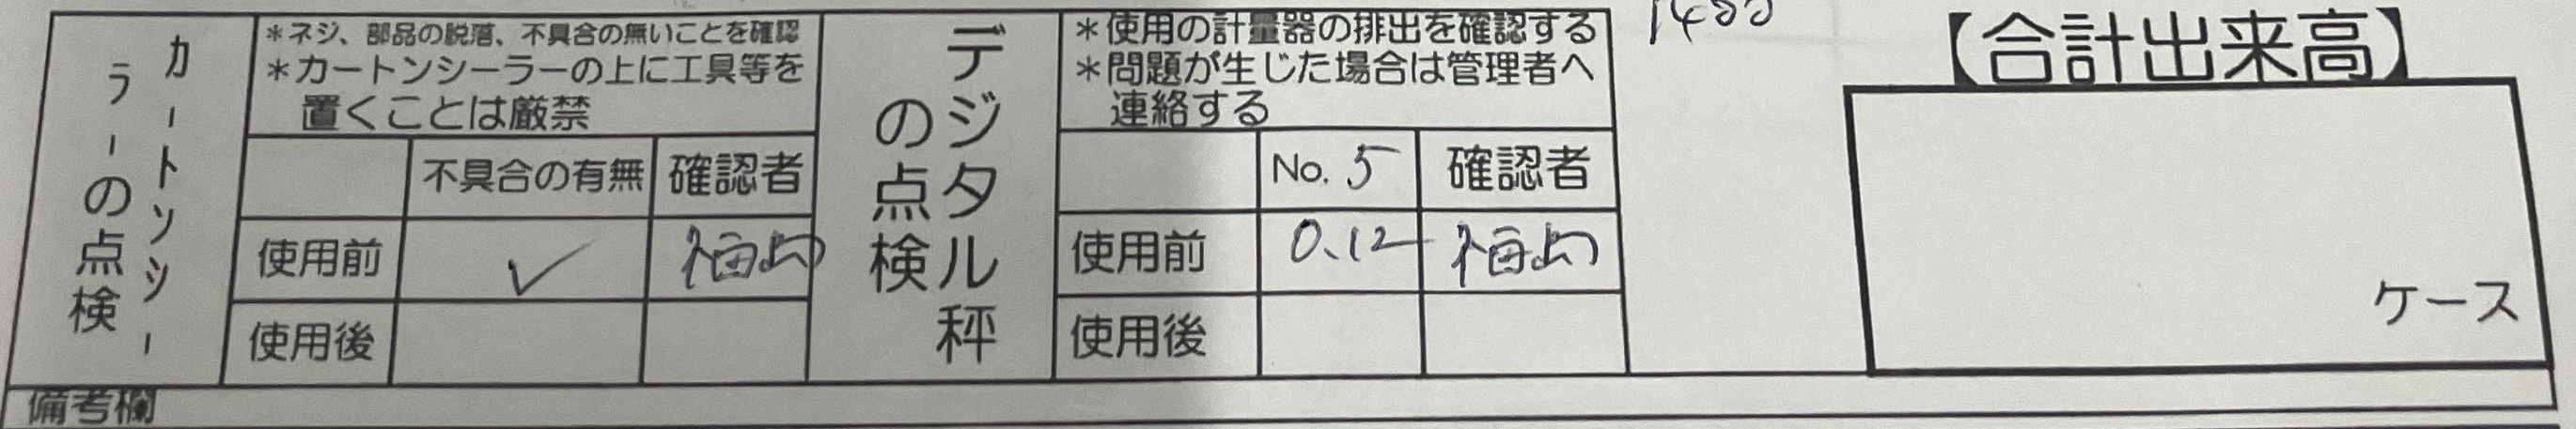 カートンシー
ラーの点検
＊ネジ、部品の脱落、不具合の無いことを確認
＊カートンシーラーの上に工具等を
置くことは厳禁
不具合の有無 確認者
使用前 ✓ 福島
使用後
デジタル秤
の点検
＊使用の計量器の排出を確認する
＊問題が生じた場合は管理者へ
連絡する
No. 5 確認者
使用前 0.12 福島
使用後
【合計出来高】
ケース
備考欄